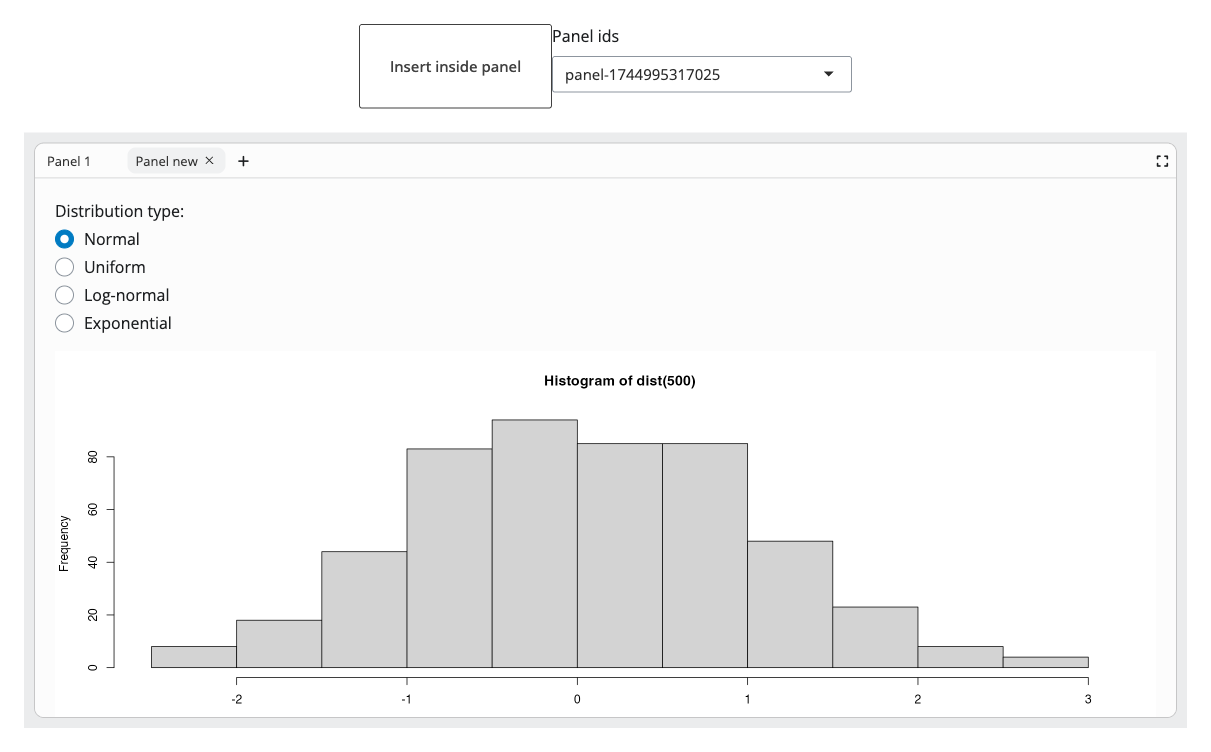 Panel ids
Insert inside panel
panel-1744995317025
Panel 1 Panel new × +
Distribution type:
Normal
Uniform
Log-normal
Exponential
Histogram of dist(500)
Frequency
80
60
40
20
0
-2 -1 0 1 2 3